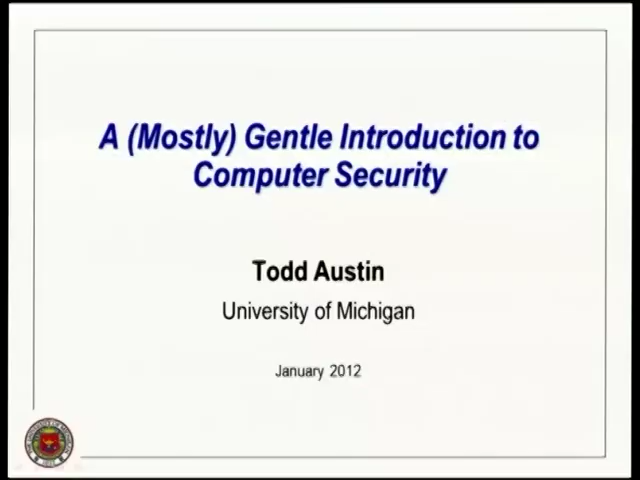 A (Mostly) Gentle Introduction to
Computer Security
Todd Austin
University of Michigan
January 2012